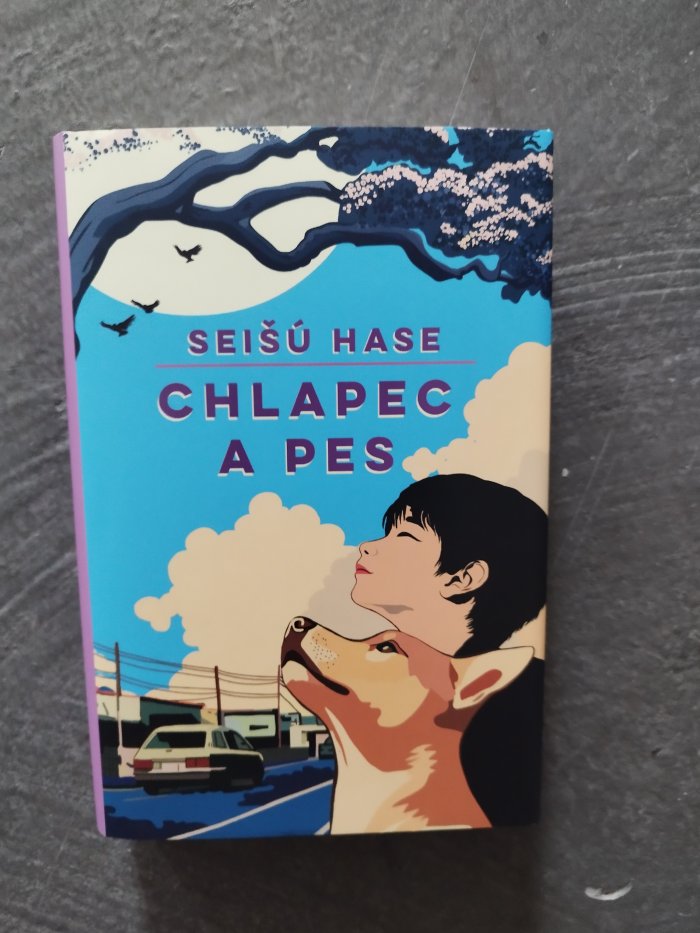 SEIŠÚ HASE
CHLAPEC
A PES